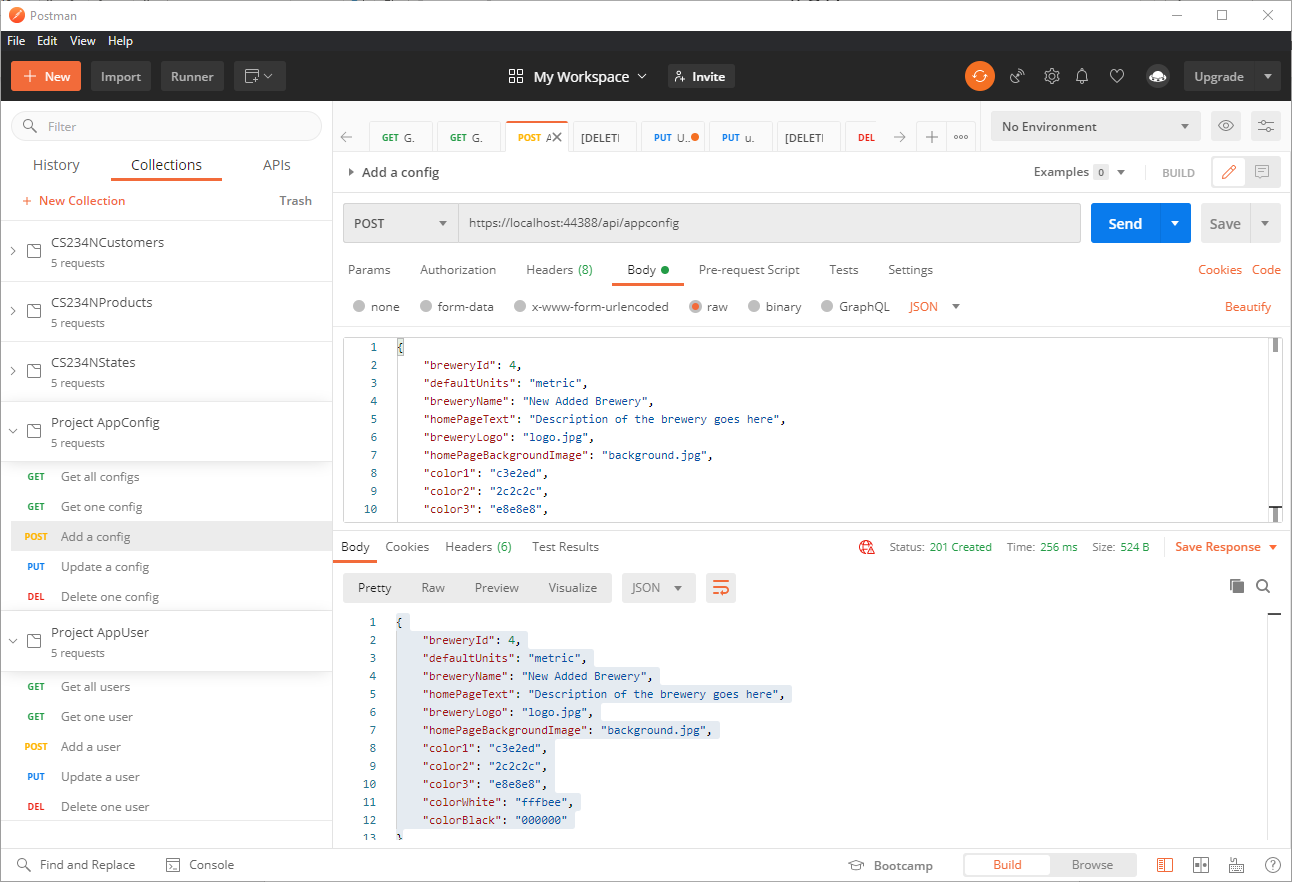 Postman
File Edit View Help
New Import Runner My Workspace Invite Upgrade
Filter
History Collections APIs
New Collection Trash
CS234NCustomers
5 requests
CS234NProducts
5 requests
CS234NStates
5 requests
Project AppConfig
5 requests
GET Get all configs
GET Get one config
POST Add a config
PUT Update a config
DEL Delete one config
Project AppUser
5 requests
GET Get all users
GET Get one user
POST Add a user
PUT Update a user
DEL Delete one user
GET G. GET G. POST A [DELETI PUT U.. PUT u. [DELETI DEL No Environment
Add a config Examples 0 BUILD
POST https://localhost:44388/api/appconfig Send Save
Params Authorization Headers (8) Body Pre-request Script Tests Settings Cookies Code
none form-data x-www-form-urlencoded raw binary GraphQL JSON Beautify
1 {
2 "breweryId": 4,
3 "defaultUnits": "metric",
4 "breweryName": "New Added Brewery",
5 "homePageText": "Description of the brewery goes here",
6 "breweryLogo": "logo.jpg",
7 "homePageBackgroundImage": "background.jpg",
8 "color1": "c3e2ed",
9 "color2": "2c2c2c",
10 "color3": "e8e8e8",
Body Cookies Headers (6) Test Results Status: 201 Created Time: 256 ms Size: 524 B Save Response
Pretty Raw Preview Visualize JSON
1 {
2 "breweryId": 4,
3 "defaultUnits": "metric",
4 "breweryName": "New Added Brewery",
5 "homePageText": "Description of the brewery goes here",
6 "breweryLogo": "logo.jpg",
7 "homePageBackgroundImage": "background.jpg",
8 "color1": "c3e2ed",
9 "color2": "2c2c2c",
10 "color3": "e8e8e8",
11 "colorWhite": "fffbee",
12 "colorBlack": "000000"
13 }
Find and Replace Console Bootcamp Build Browse